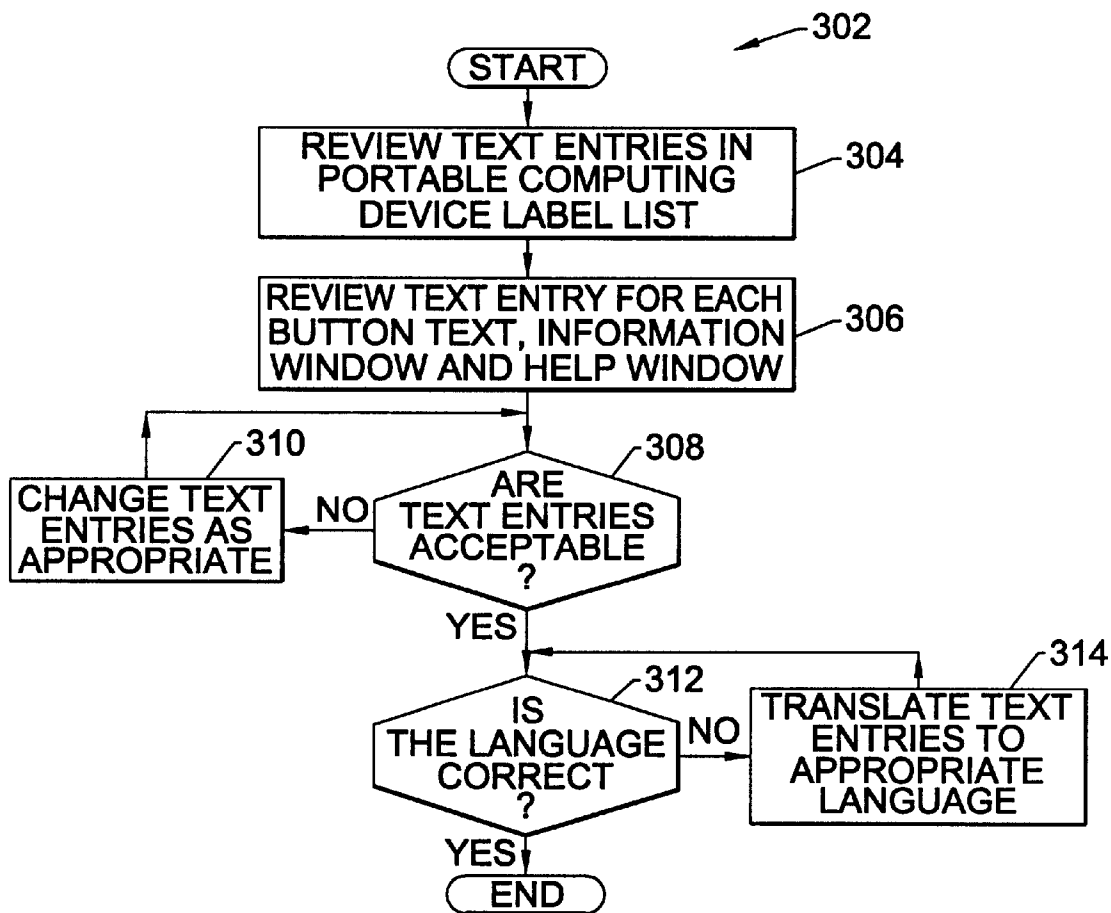 302
START
REVIEW TEXT ENTRIES IN
PORTABLE COMPUTING
DEVICE LABEL LIST
304
REVIEW TEXT ENTRY FOR EACH
BUTTON TEXT, INFORMATION
WINDOW AND HELP WINDOW
306
310
CHANGE TEXT
ENTRIES AS
APPROPRIATE
NO
308
ARE
TEXT ENTRIES
ACCEPTABLE
?
YES
312
IS
THE LANGUAGE
CORRECT
?
NO
314
TRANSLATE TEXT
ENTRIES TO
APPROPRIATE
LANGUAGE
YES
END